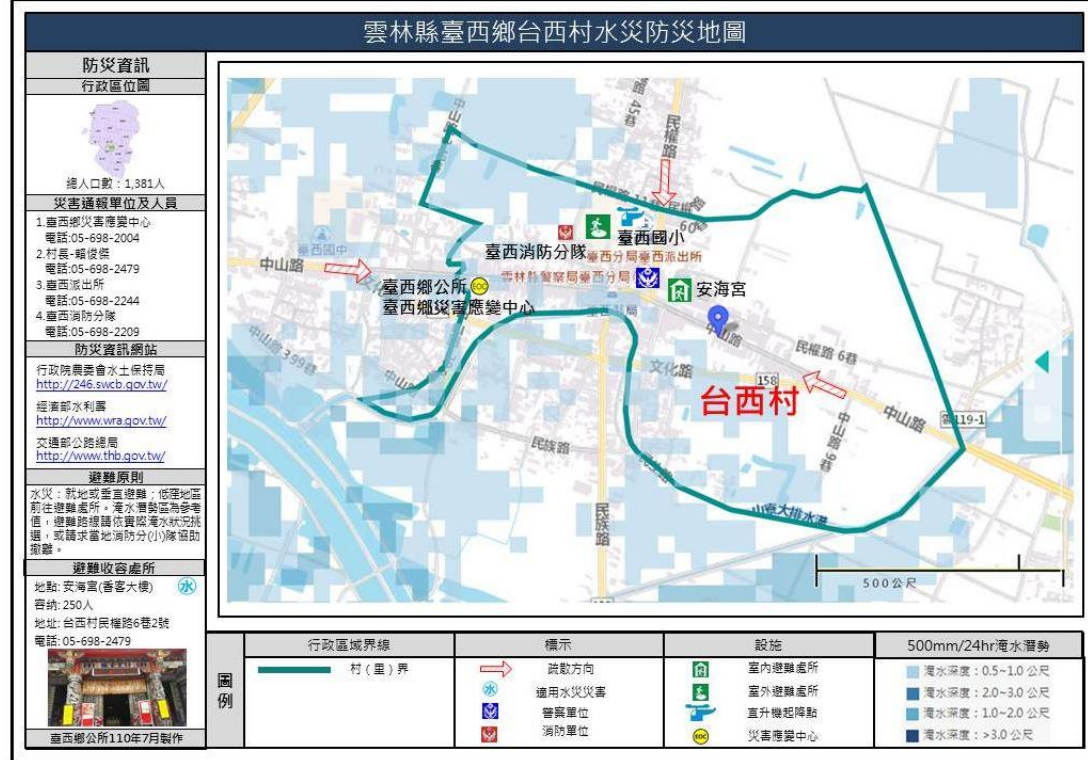 雲林縣臺西鄉台西村水災防災地圖
防災資訊
行政區位圖
總人口數：1,381人
災害通報單位及人員
1.臺西鄉災害應變中心
電話:05-698-2004
2.村長-賴俊傑
電話:05-698-2479
3.臺西派出所
電話:05-698-2244
4.臺西消防分隊
電話:05-698-2209
防災資訊網站
行政院農委會水土保持局
http://246.swcb.gov.tw/
經濟部水利署
http://www.wra.gov.tw/
交通部公路總局
http://www.thb.gov.tw/
避難原則
水災：就地或垂直避難；低窪地區
前往避難處所。淹水潛勢區為參考
值，避難路線請依實際淹水狀況挑
選，或請求當地消防分(小)隊協助
撤離。
避難收容處所
地點:安海宮(香客大樓)
水
容納:250人
地址:台西村民權路6巷2號
電話:05-698-2479
臺西鄉公所110年7月製作
45巷
民權路
臺西國小
臺西消防分隊
臺西分局臺西派出所
雲林縣警察局臺西分局
臺西國中
中山路
臺西鄉公所
EOC
臺西鄉災害應變中心
安海宮
中山路
民權路 6巷
文化路
158
台西村
中山路
雲119-1
中山路 9巷
中山路 399巷
民族路
民族路
山寮大排水溝
500公尺
圖例
行政區域界線
村（里）界
標示
疏散方向
水
適用水災災害
警察單位
消防單位
設施
室內避難處所
室外避難處所
直升機起降點
EOC
災害應變中心
500mm/24hr淹水潛勢
淹水深度：0.5~1.0 公尺
淹水深度：2.0~3.0 公尺
淹水深度：1.0~2.0 公尺
淹水深度：>3.0 公尺